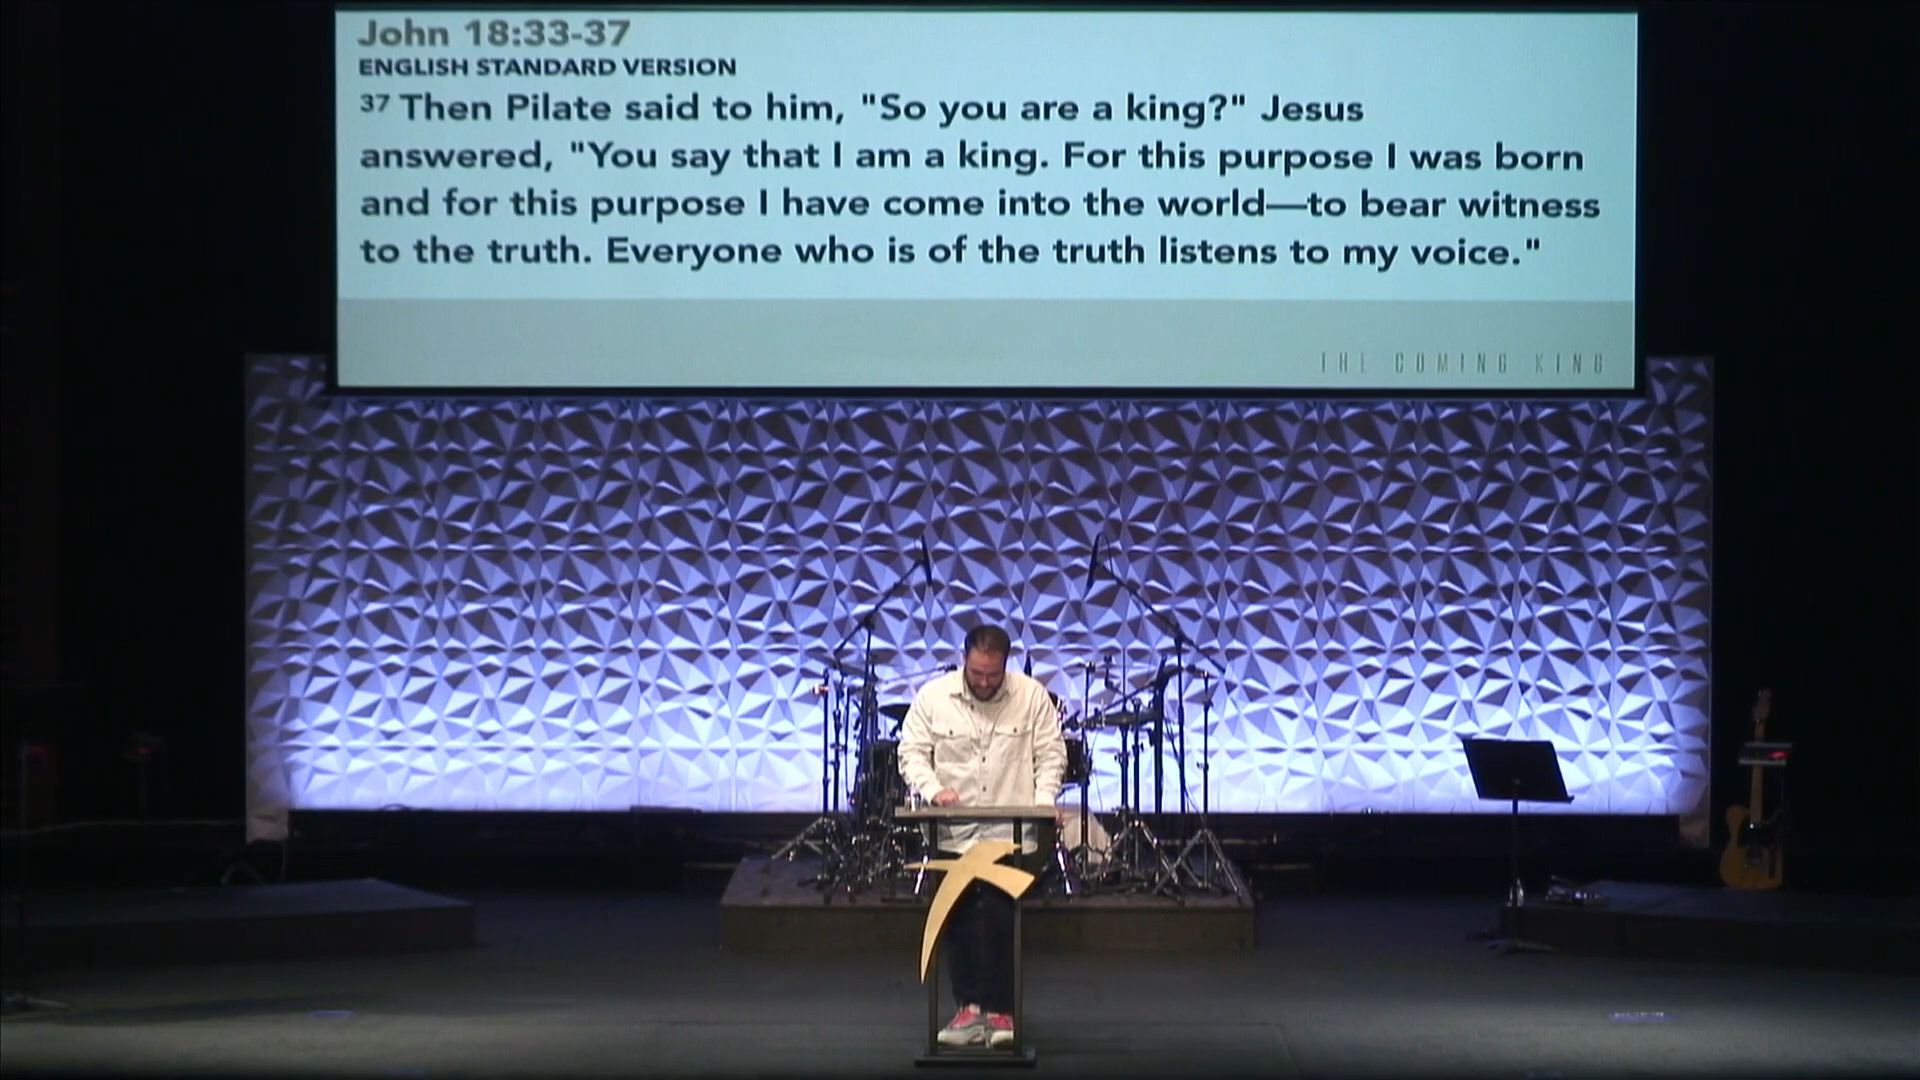 John 18:33-37
ENGLISH STANDARD VERSION
37 Then Pilate said to him, "So you are a king?" Jesus
answered, "You say that I am a king. For this purpose I was born
and for this purpose I have come into the world—to bear witness
to the truth. Everyone who is of the truth listens to my voice."
THE COMING KING